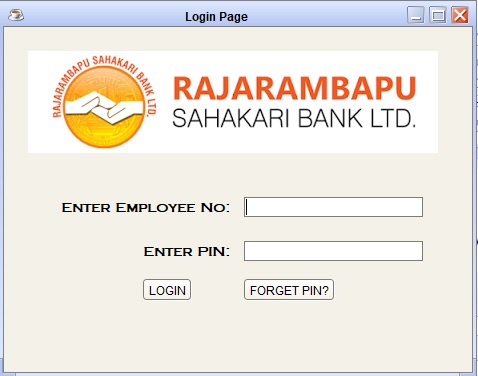 Login Page
RAJARAMBAPU SAHAKARI BANK LTD.
RAJARAMBAPU
SAHAKARI BANK LTD.
Enter Employee No:
Enter PIN:
LOGIN FORGET PIN?